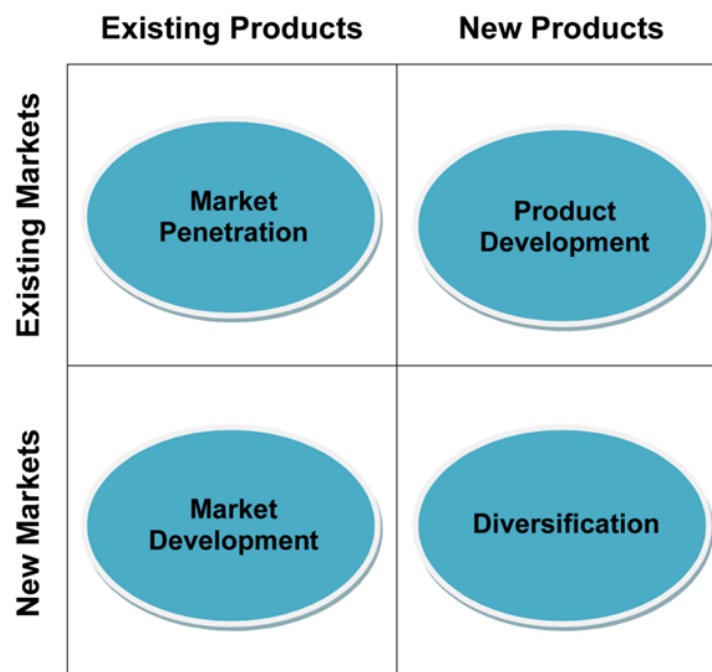 Existing Products
New Products
Existing Markets
Market
Penetration
Product
Development
New Markets
Market
Development
Diversification